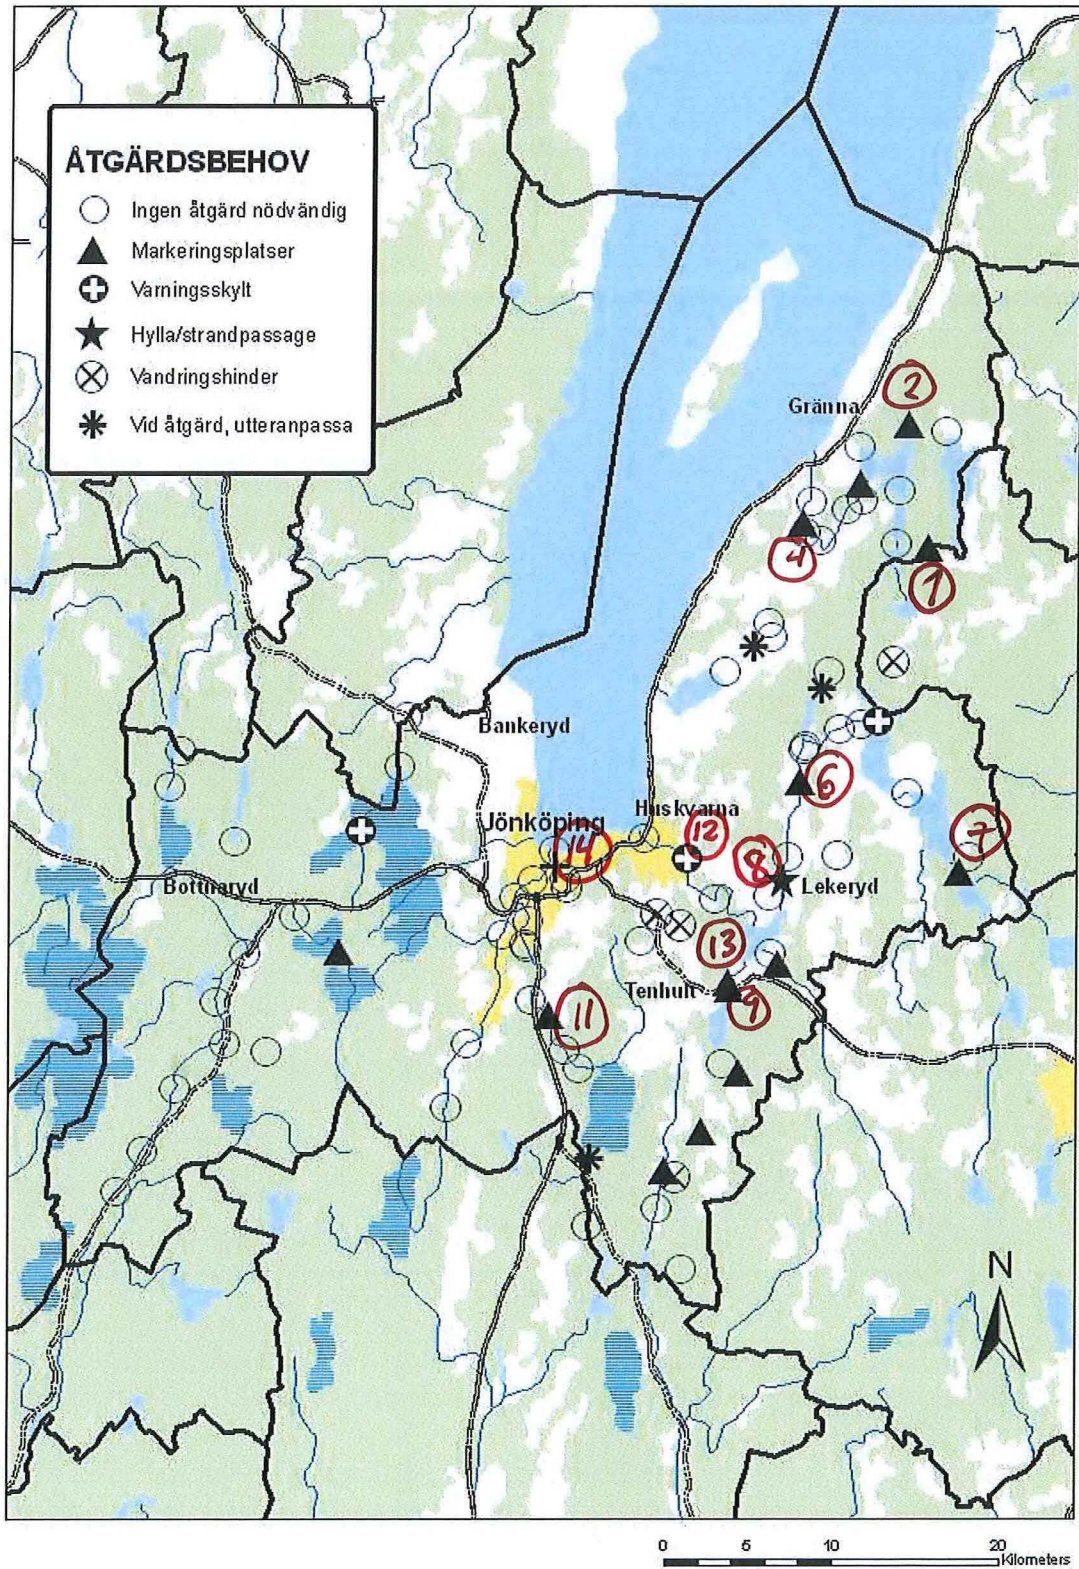 ÅTGÄRDSBEHOV
Ingen åtgärd nödvändig
Markeringsplatser
Varningsskylt
Hylla/strandpassage
Vandringshinder
Vid åtgärd, utteranpassa
2
Gränna
4
1
Bankeryd
6
Huskvarna
Jönköping
12
14
7
8
Bottnaryd
Lekeryd
13
Tenhult
9
11
N
0 5 10 20
Kilometers